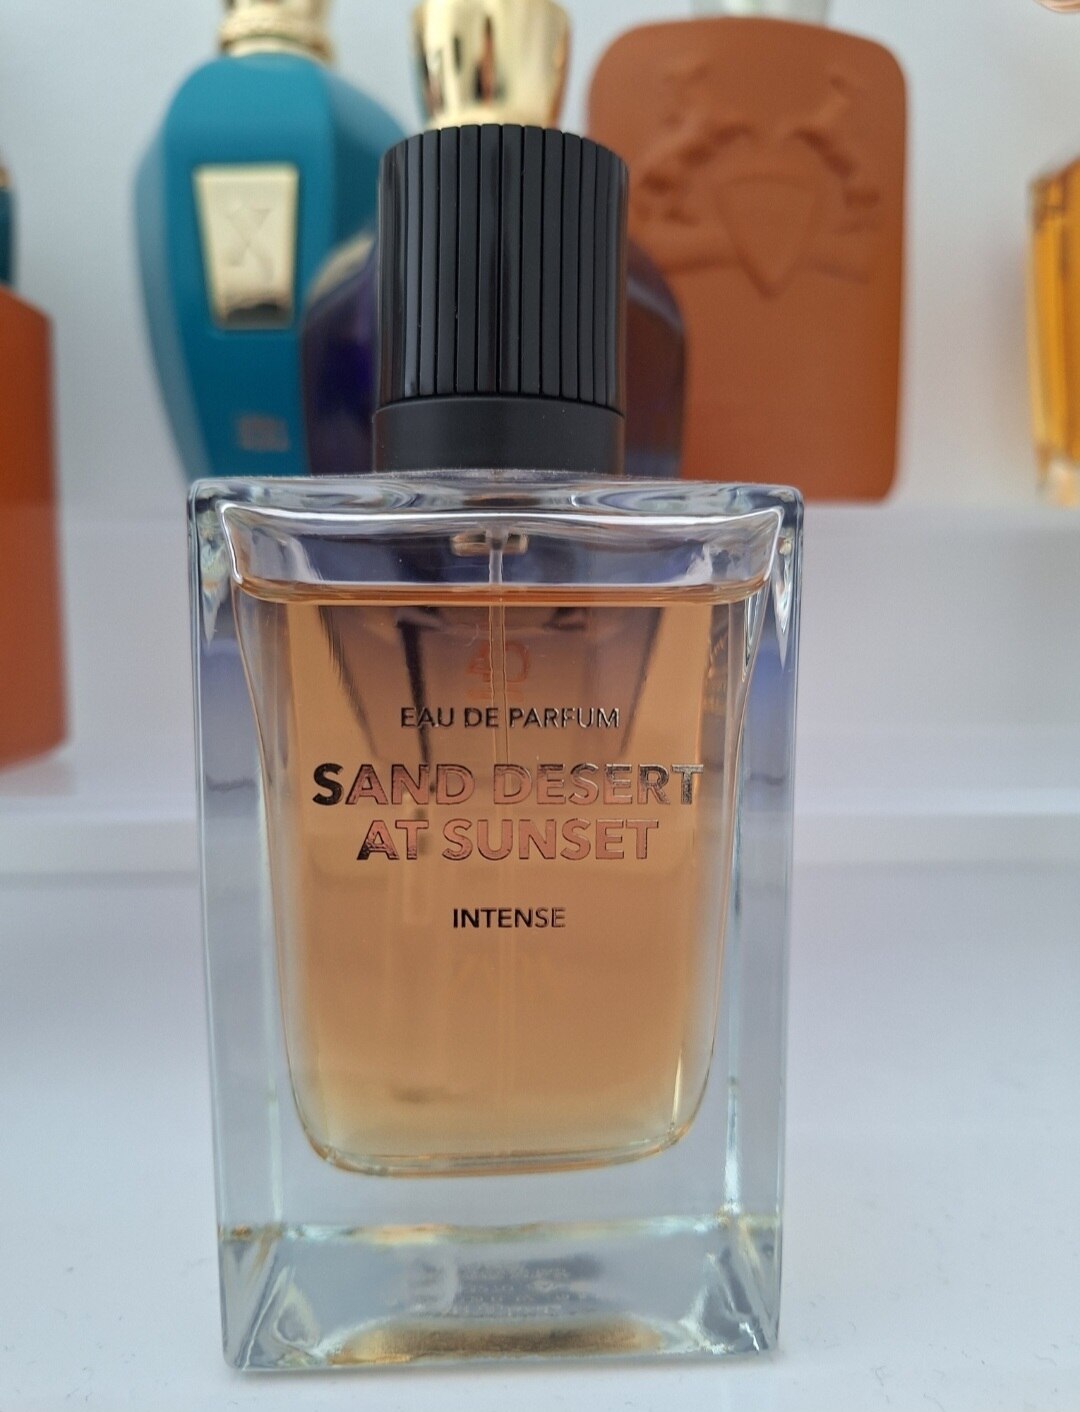 EAU DE PARFUM
SAND DESERT
AT SUNSET
INTENSE